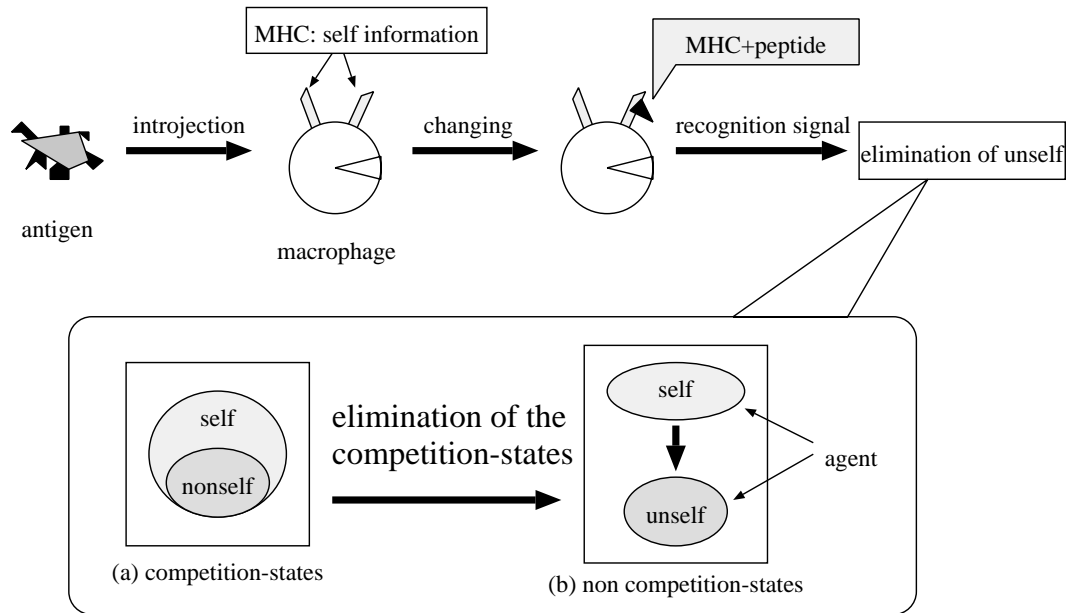 MHC: self information
MHC+peptide
introjection
changing
recognition signal
elimination of unself
antigen
macrophage
self
nonself
elimination of the
competition-states
self
unself
agent
(a) competition-states
(b) non competition-states